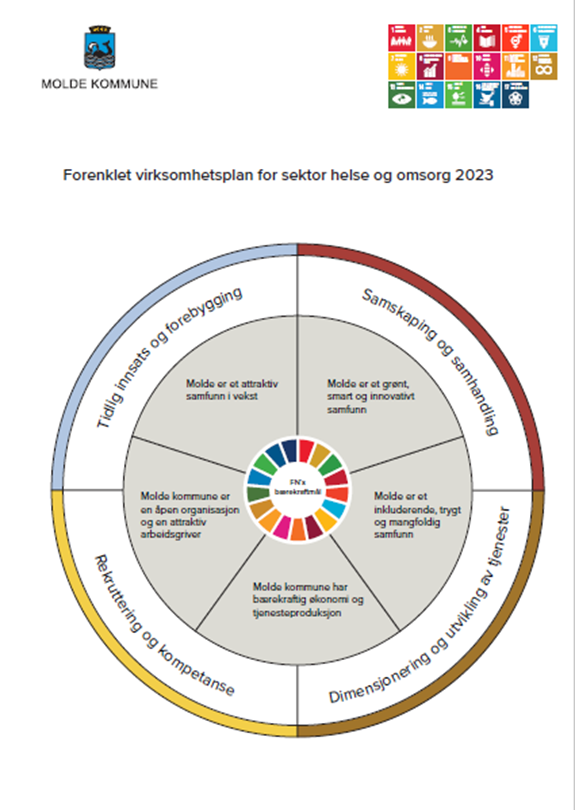 MOLDE KOMMUNE
Forenklet virksomhetsplan for sektor helse og omsorg 2023
Tidlig innsats og forebygging
Samskaping og samhandling
Molde er et attraktiv
samfunn i vekst
Molde er et grønt,
smart og innovativt
samfunn
FN's
bærekraftmål
Molde kommune er
en åpen organisasjon
og en attraktiv
arbeidsgiver
Molde er et
inkluderende, trygt
og mangfoldig
samfunn
Molde kommune har
bærekraftig økonomi og
tjenesteproduksjon
Rekruttering og kompetanse
Dimensjonering og utvikling av tjenester